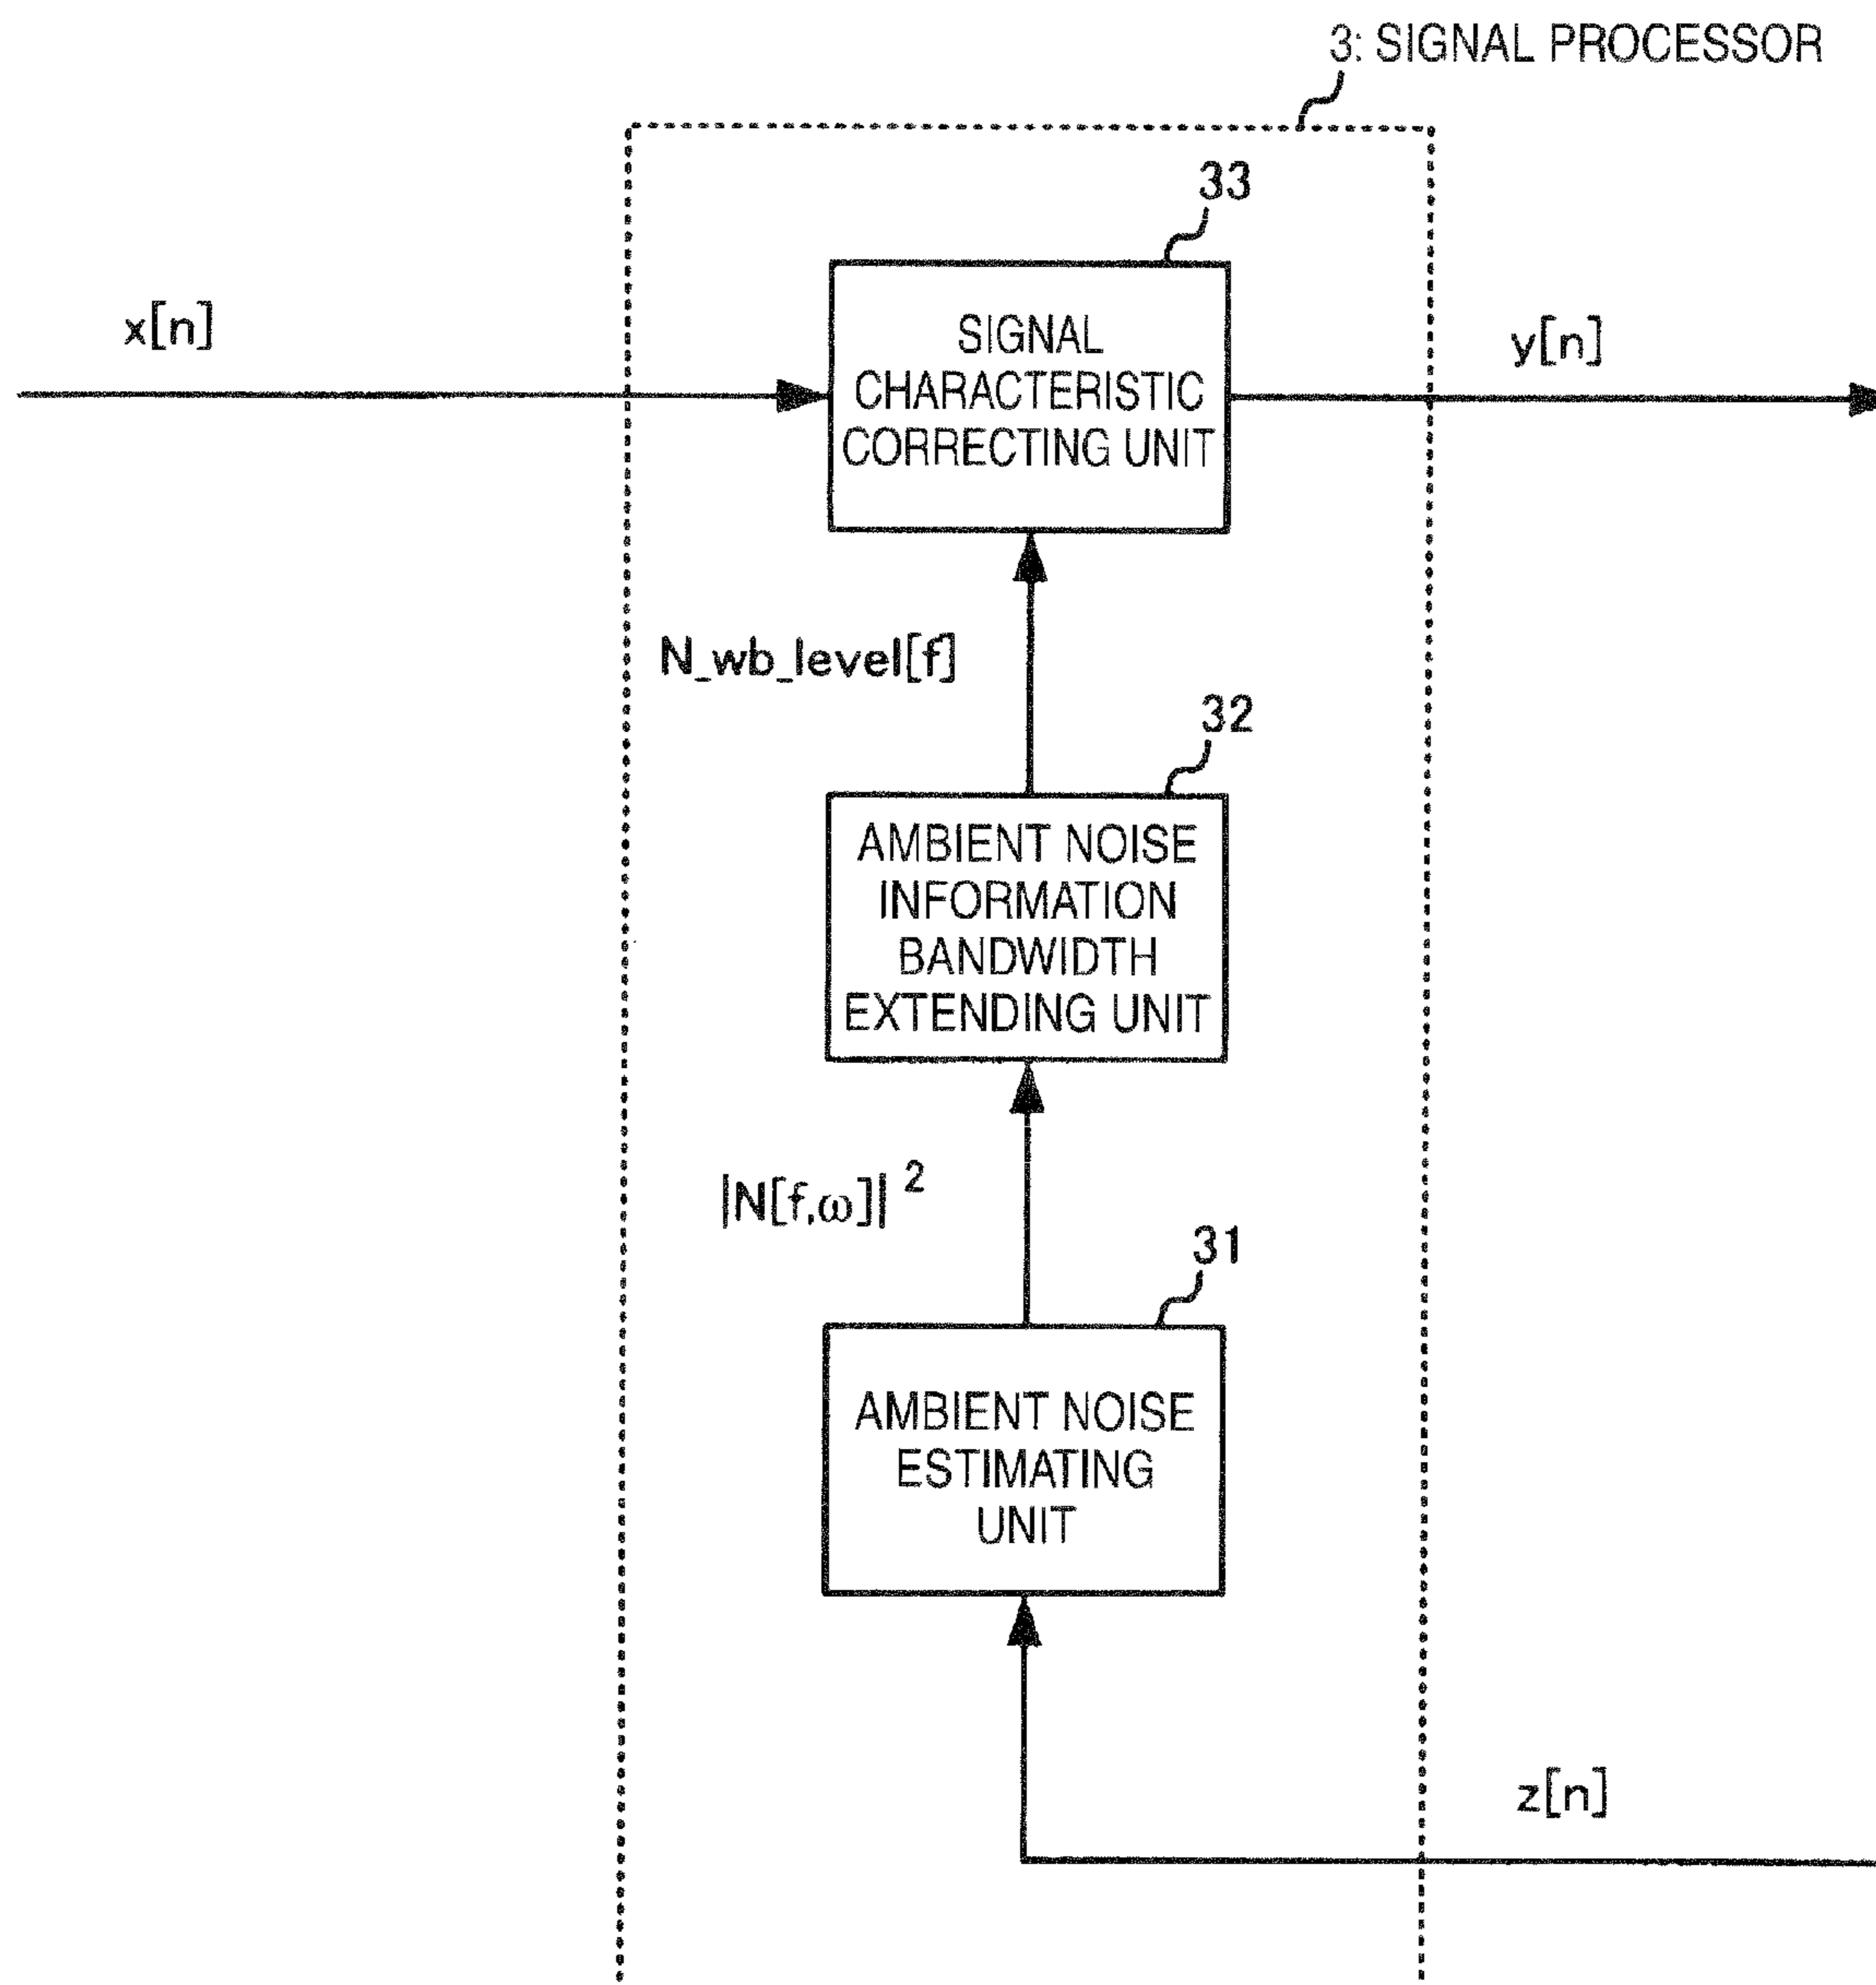 3: SIGNAL PROCESSOR
33
x[n]
SIGNAL
CHARACTERISTIC
CORRECTING UNIT
y[n]
N_wb_level[f]
32
AMBIENT NOISE
INFORMATION
BANDWIDTH
EXTENDING UNIT
|N[f,ω]| 2
31
AMBIENT NOISE
ESTIMATING
UNIT
z[n]